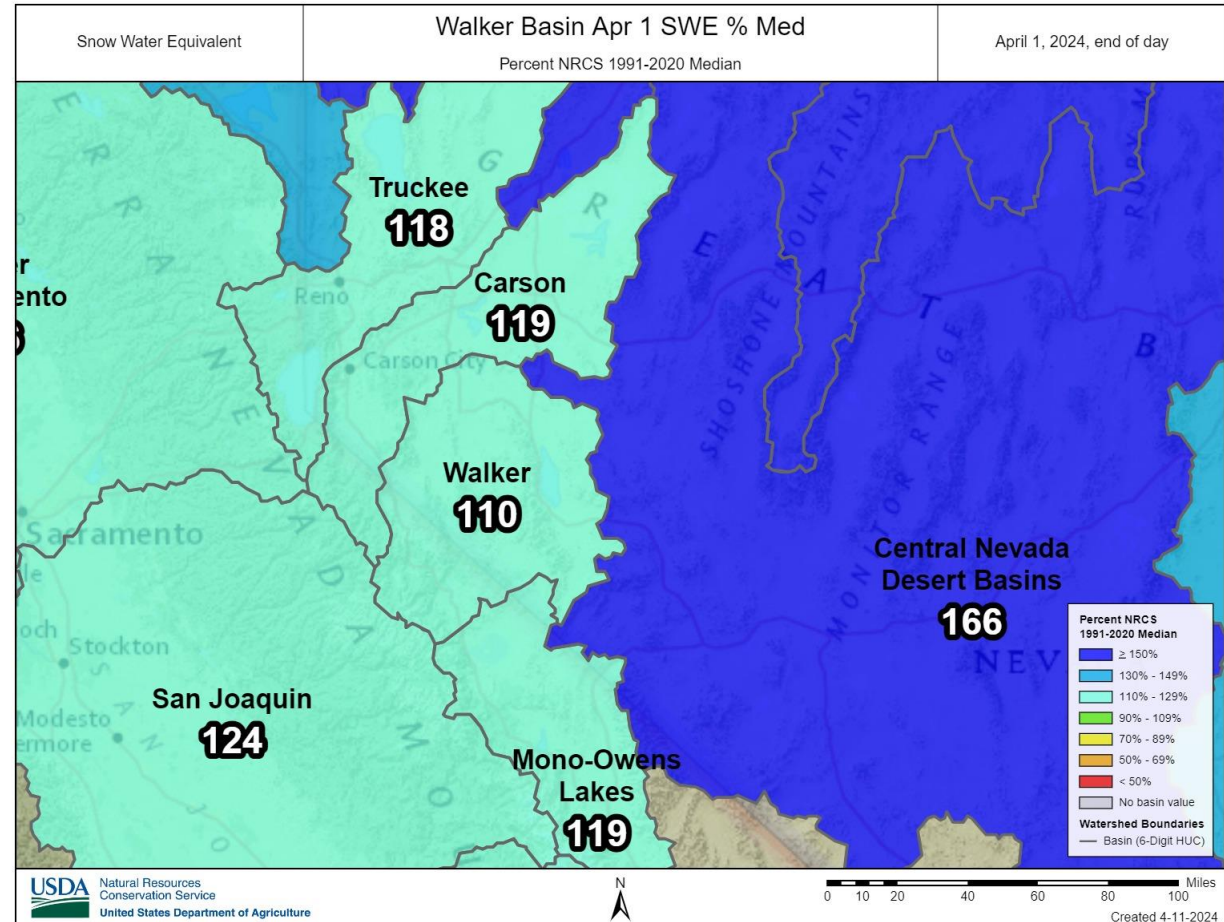 Snow Water Equivalent
Walker Basin Apr 1 SWE % Med
Percent NRCS 1991-2020 Median
April 1, 2024, end of day
Truckee
118
Reno
Carson
119
Carson City
SHOSHONE MOUNTAINS
MONITOR RANGE
Walker
110
er
ento
Sacramento
Central Nevada
Desert Basins
166
och
Stockton
San Joaquin
124
Modesto
ermore
Mono-Owens
Lakes
119
NEV
Percent NRCS
1991-2020 Median
≥ 150%
130% - 149%
110% - 129%
90% - 109%
70% - 89%
50% - 69%
< 50%
No basin value
Watershed Boundaries
Basin (6-Digit HUC)
USDA
Natural Resources
Conservation Service
United States Department of Agriculture
N
Miles
0 10 20 40 60 80 100
Created 4-11-2024